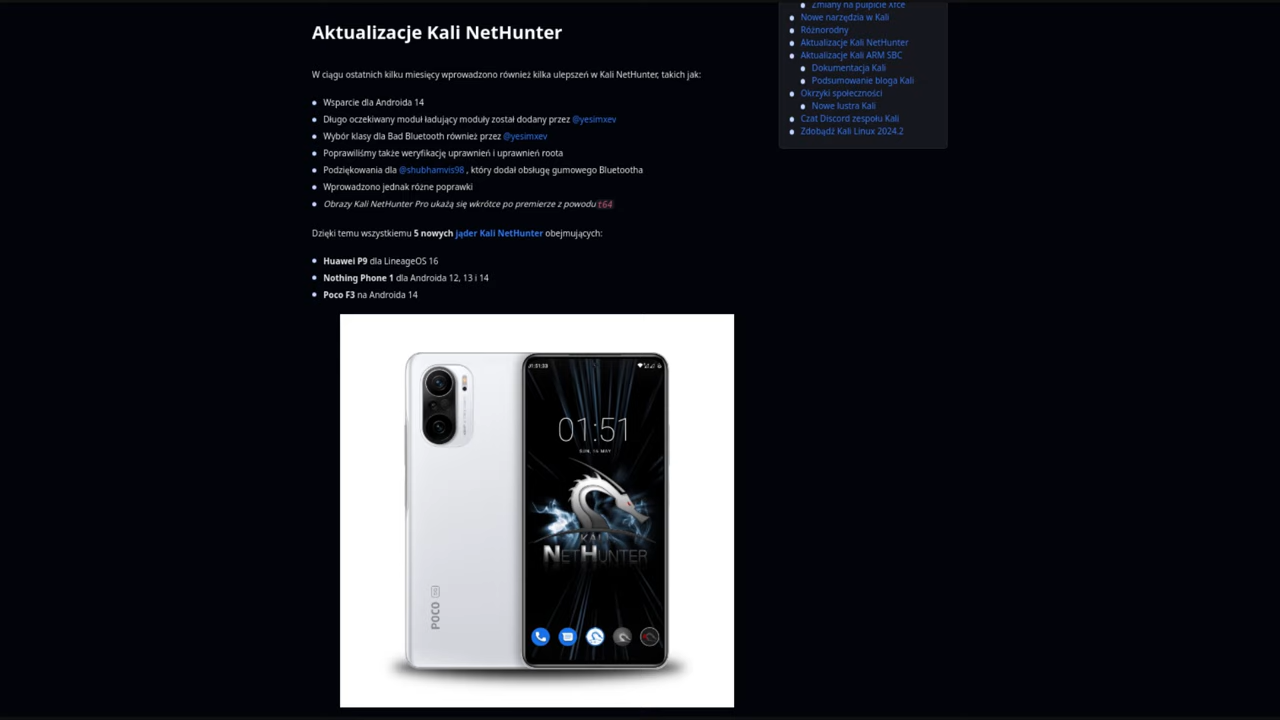 Aktualizacje Kali NetHunter
W ciągu ostatnich kilku miesięcy wprowadzono również kilka ulepszeń w Kali NetHunter, takich jak:
Wsparcie dla Androida 14
Długo oczekiwany moduł ładujący moduły został dodany przez @yesimxev
Wybór klasy dla Bad Bluetooth również przez @yesimxev
Poprawiliśmy także weryfikację uprawnień i uprawnień roota
Podziękowania dla @shubhamvis98 , który dodał obsługę gumowego Bluetootha
Wprowadzono jednak różne poprawki
Obrazy Kali NetHunter Pro ukażą się wkrótce po premierze z powodu t64
Dzięki temu wszystkiemu 5 nowych jąder Kali NetHunter obejmujących:
Huawei P9 dla LineageOS 16
Nothing Phone 1 dla Androida 12, 13 i 14
Poco F3 na Androida 14
01:51
SUN, 16 MAY
KALI
NETHUNTER
POCO 5G
Zmiany na pulpicie Xfce
Nowe narzędzia w Kali
Różnorodny
Aktualizacje Kali NetHunter
Aktualizacje Kali ARM SBC
Dokumentacja Kali
Podsumowanie bloga Kali
Okrzyki społeczności
Nowe lustra Kali
Czat Discord zespołu Kali
Zdobądź Kali Linux 2024.2